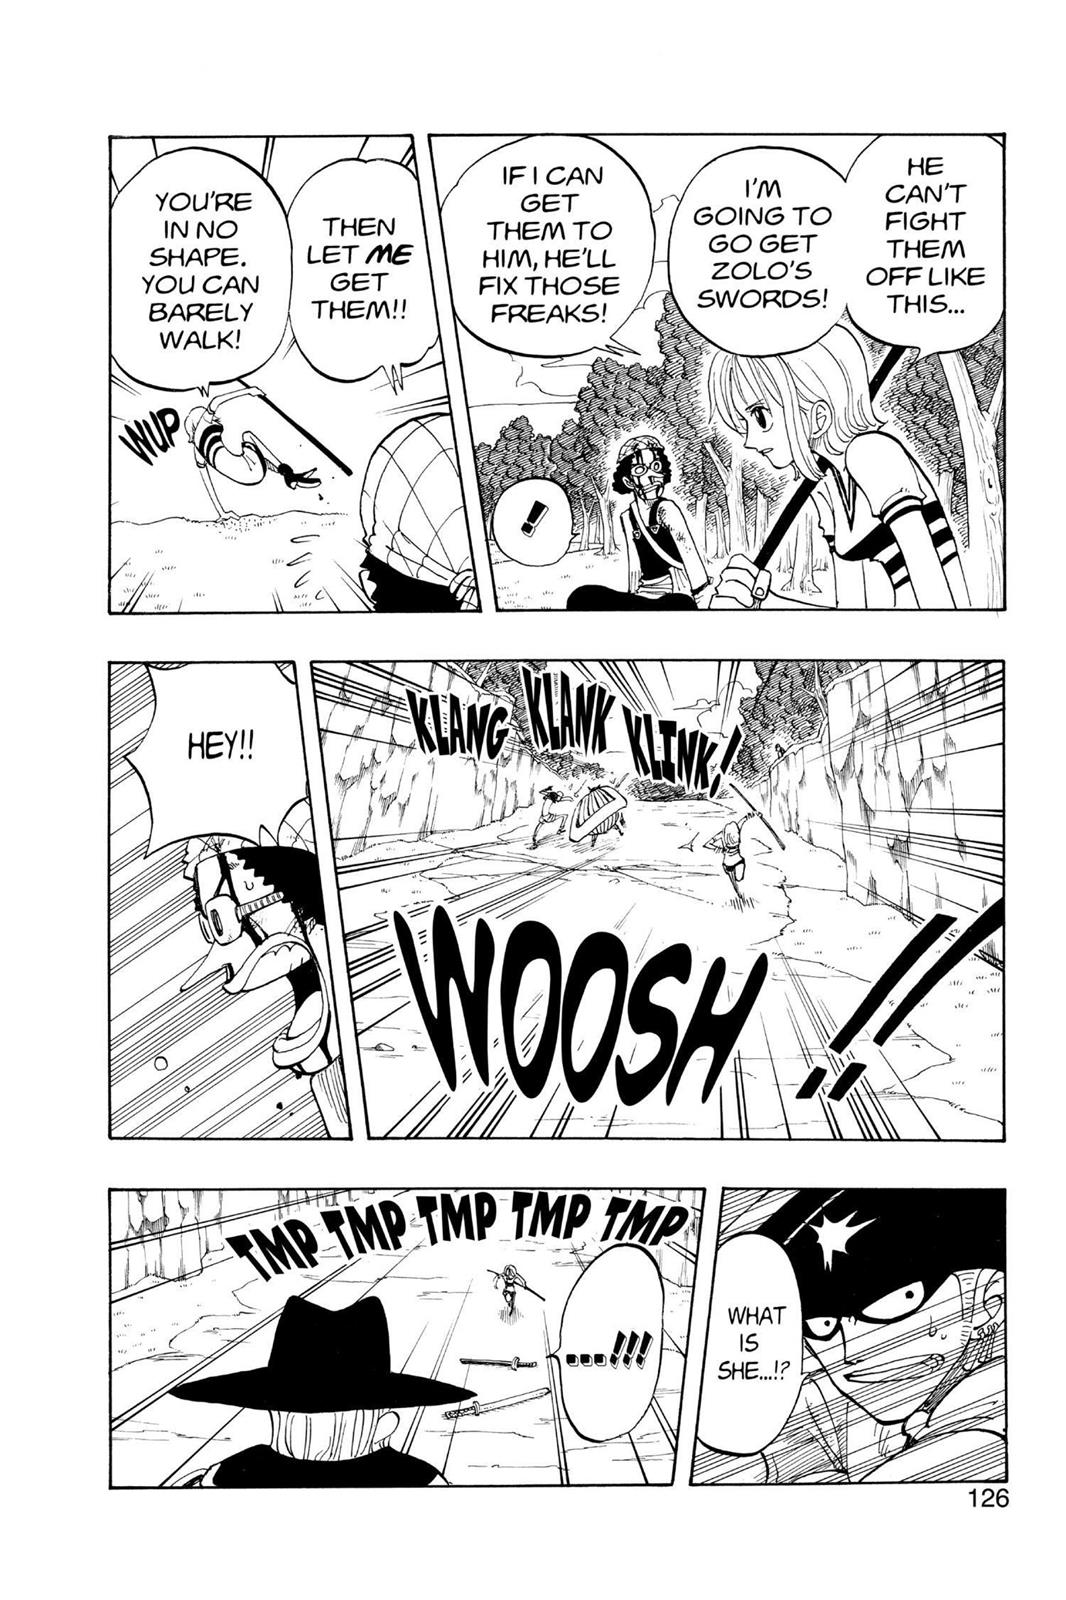 HE
CAN'T
FIGHT
THEM
OFF LIKE
THIS...
I'M
GOING TO
GO GET
ZOLO'S
SWORDS!
IF I CAN
GET
THEM TO
HIM, HE'LL
FIX THOSE
FREAKS!
!
THEN
LET ME
GET
THEM!!
YOU'RE
IN NO
SHAPE.
YOU CAN
BARELY
WALK!
WUP
KLANG KLANK KLINK!
WOOSH!!
HEY!!
WHAT
IS
SHE...!?
TMP TMP TMP TMP TMP
...!!!
126